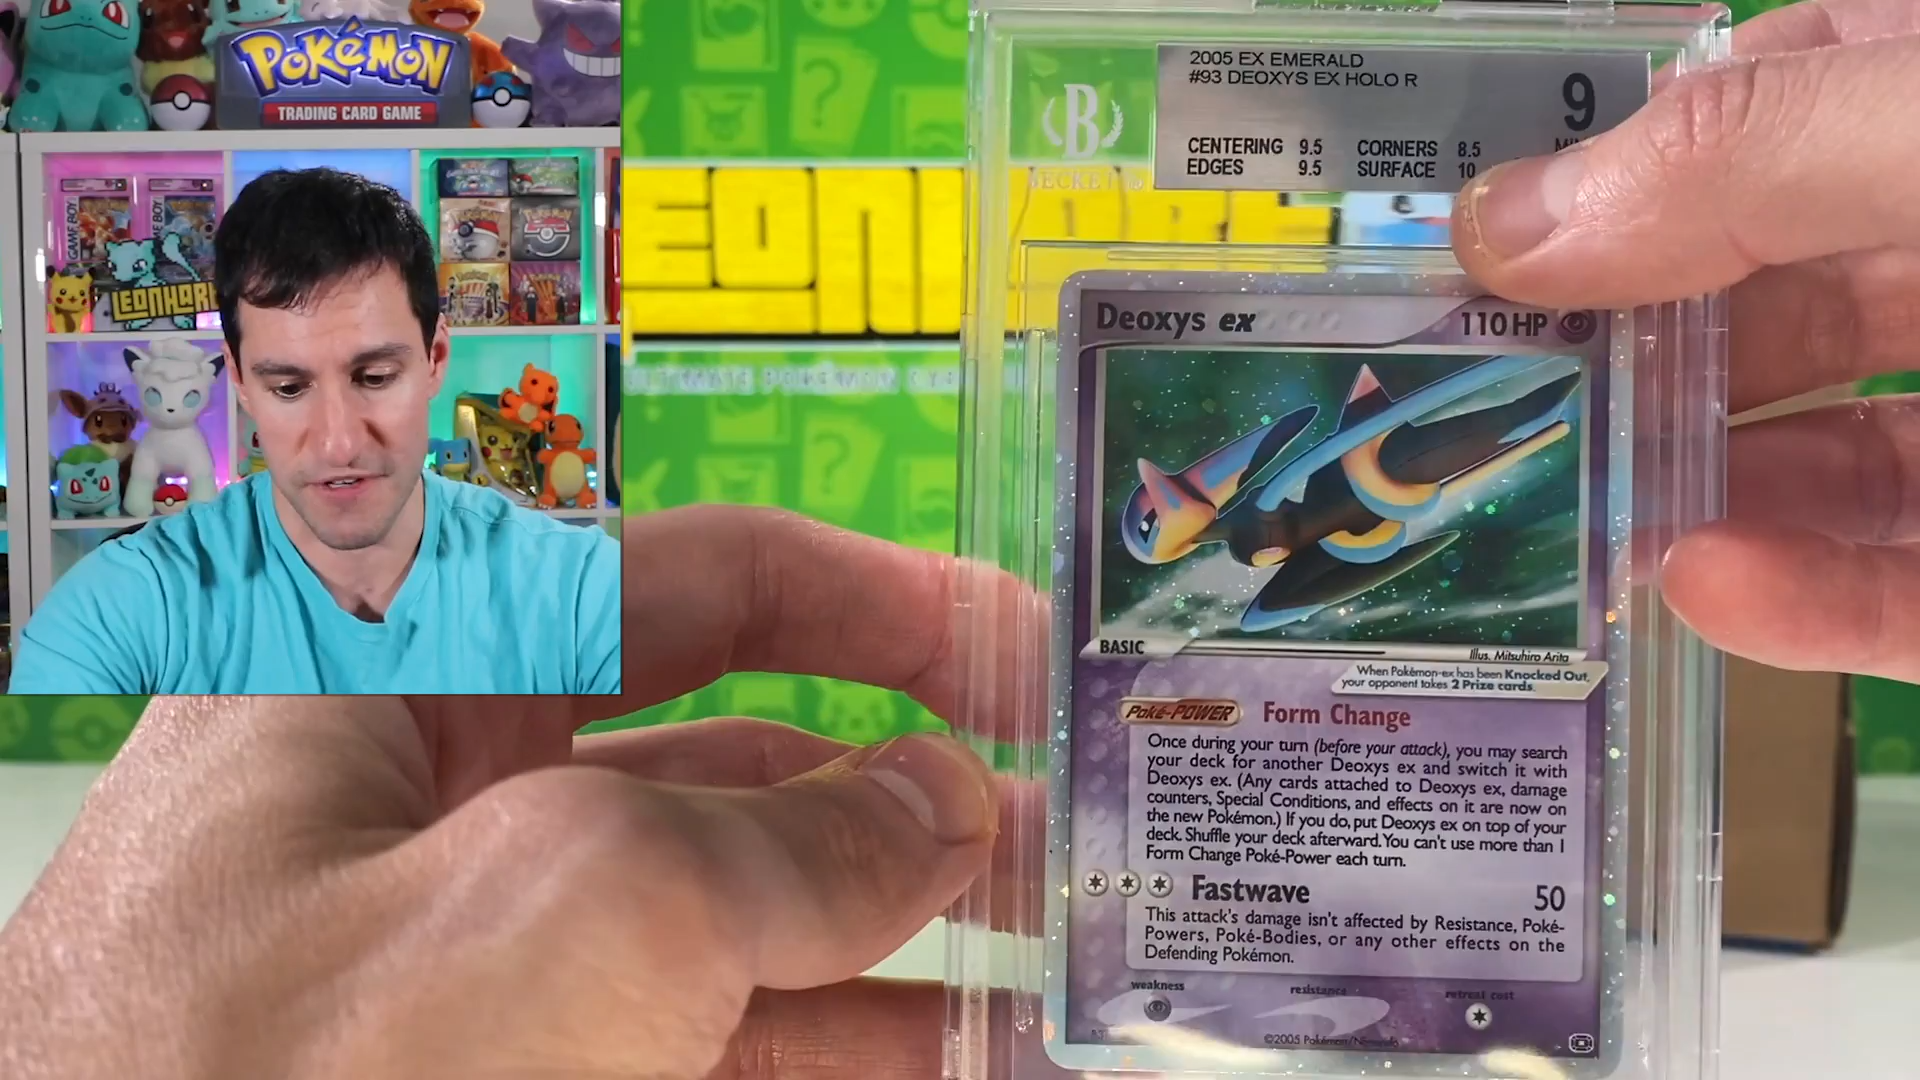 POKéMON
TRADING CARD GAME
GAME BOY
GAME BOY
LEONHART
2005 EX EMERALD
#93 DEOXYS EX HOLO R
9
CENTERING 9.5 CORNERS 8.5
EDGES 9.5 SURFACE 10
B
Deoxys ex
110 HP
BASIC
Illus. Mitsuhiro Arita
When Pokémon-ex has been Knocked Out,
your opponent takes 2 Prize cards.
Poké-POWER Form Change
Once during your turn (before your attack), you may search
your deck for another Deoxys ex and switch it with
Deoxys ex. (Any cards attached to Deoxys ex, damage
counters, Special Conditions, and effects on it are now on
the new Pokémon.) If you do, put Deoxys ex on top of your
deck. Shuffle your deck afterward. You can't use more than 1
Form Change Poké-Power each turn.
Fastwave 50
This attack's damage isn't affected by Resistance, Poké-
Powers, Poké-Bodies, or any other effects on the
Defending Pokémon.
weakness resistance retreat cost
©2005 Pokémon/Nintendo